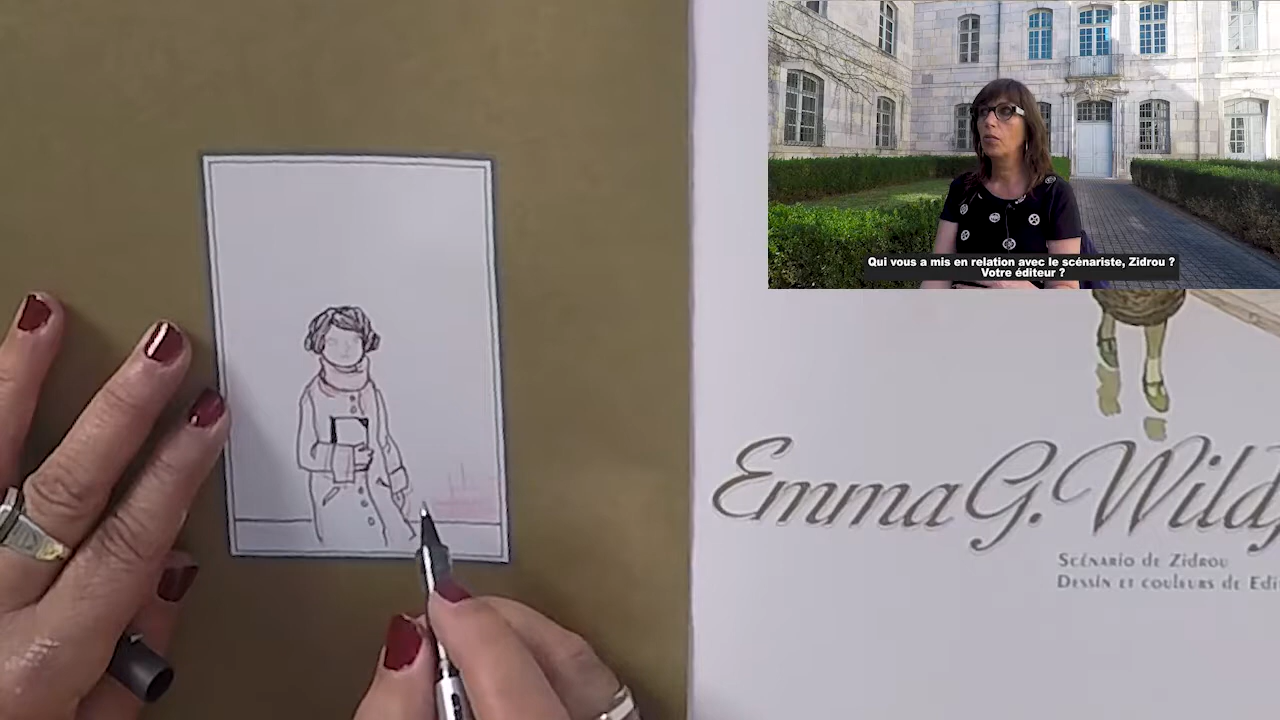 Qui vous a mis en relation avec le scénariste, Zidrou ?
Votre éditeur ?
Emma G. Wild
Scénario de Zidrou
Dessin et couleurs de Edi